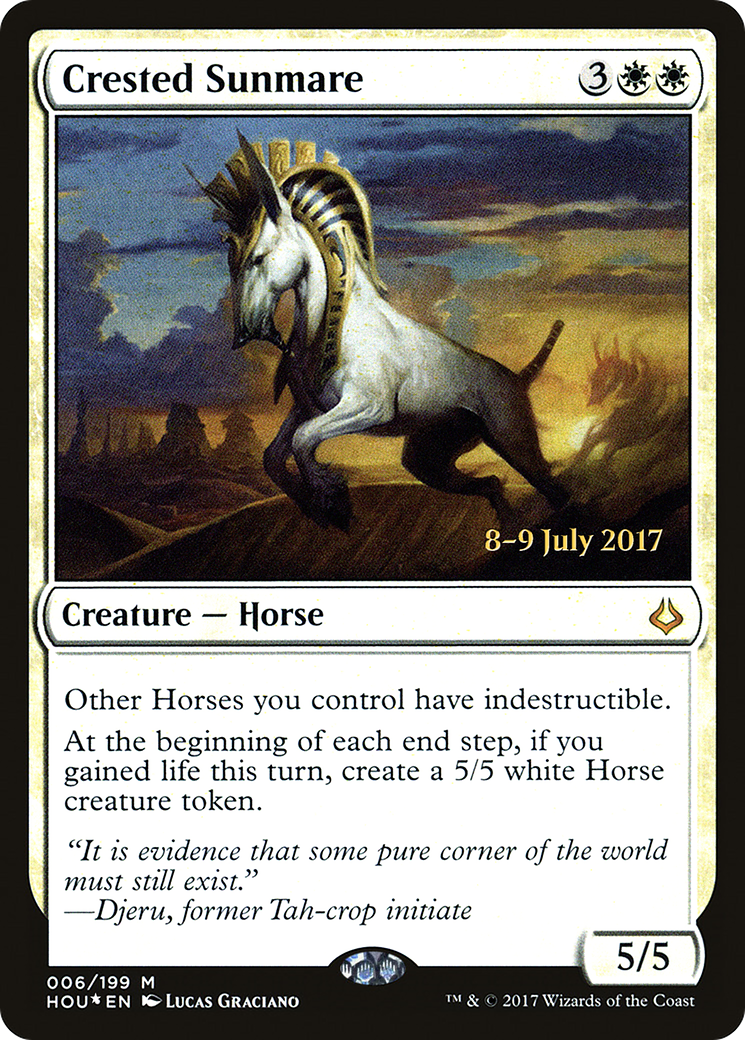 Crested Sunmare 3
8–9 July 2017
Creature — Horse
Other Horses you control have indestructible.
At the beginning of each end step, if you
gained life this turn, create a 5/5 white Horse
creature token.
“It is evidence that some pure corner of the world
must still exist.”
—Djeru, former Tah-crop initiate
5/5
006/199 M
HOU★EN Lucas Graciano
™ & © 2017 Wizards of the Coast